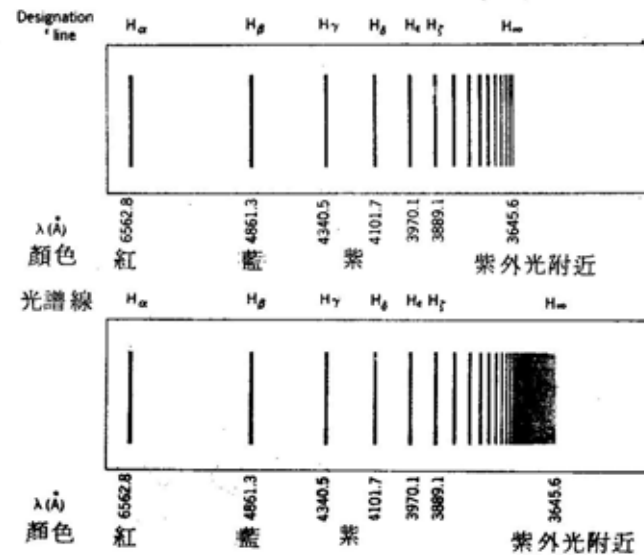 Designation line
Hα Hβ Hγ Hδ Hε Hζ H∞
λ (Å) 6562.8 4861.3 4340.5 4101.7 3970.1 3889.1 3645.6
顏色 紅 藍 紫 紫外光附近
光譜線 Hα Hβ Hγ Hδ Hε Hζ H∞
λ (Å) 6562.8 4861.3 4340.5 4101.7 3970.1 3889.1 3645.6
顏色 紅 藍 紫 紫外光附近